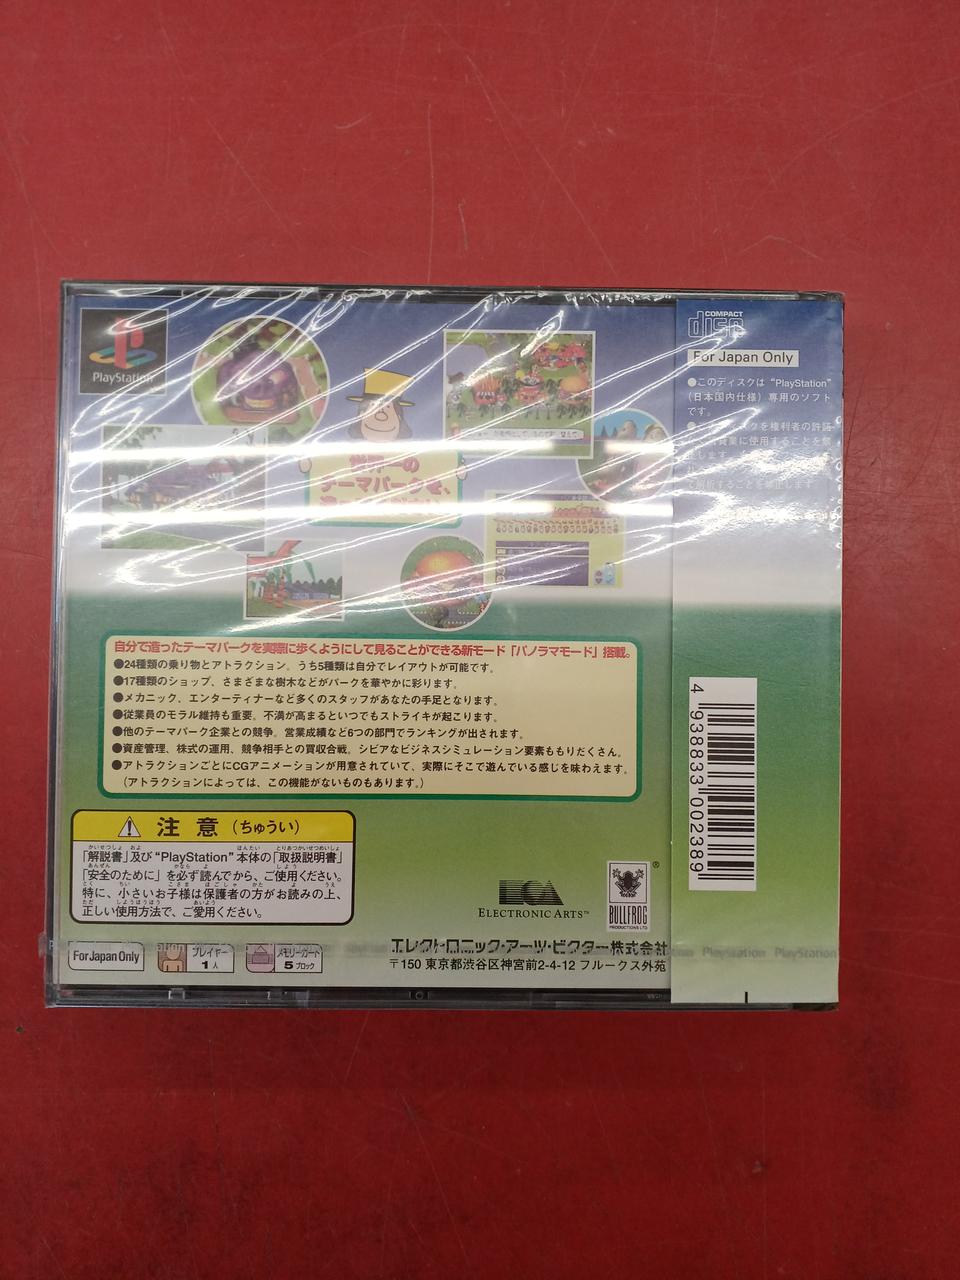 PlayStation
世界一の
テーマパークを、
自分で造ったテーマパークを実際に歩くようにして見ることができる新モード「パノラマモード」搭載。
●24種類の乗り物とアトラクション。うち5種類は自分でレイアウトが可能です。
●17種類のショップ、さまざまな樹木などがパークを華やかに彩ります。
●メカニック、エンターティナーなど多くのスタッフがあなたの手足となります。
●従業員のモラル維持も重要。不満が高まるといつでもストライキが起こります。
●他のテーマパーク企業との競争。営業成績など6つの部門でランキングが出されます。
●資産管理、株式の運用、競争相手との買収合戦。シビアなビジネスシミュレーション要素ももりだくさん。
●アトラクションごとにCGアニメーションが用意されていて、実際にそこで遊んでいる感じを味わえます。
(アトラクションによっては、この機能がないものもあります。)
注意(ちゅうい)
「解説書」及び“PlayStation”本体の「取扱説明書」
「安全のために」を必ず読んでから、ご使用ください。
特に、小さいお子様は保護者の方がお読みの上、
正しい使用方法で、ご愛用ください。
ELECTRONIC ARTS™
BULLFROG
PRODUCTIONS LTD
®
For Japan Only
プレイヤー
1人
メモリーカード
5ブロック
エレクトロニック・アーツ・ビクター株式会社
〒150 東京都渋谷区神宮前2-4-12 フルークス外苑
COMPACT
disc
For Japan Only
●このディスクは“PlayStation”
(日本国内仕様)専用のソフト
です。
4 938833 002389
PlayStation PlayStation